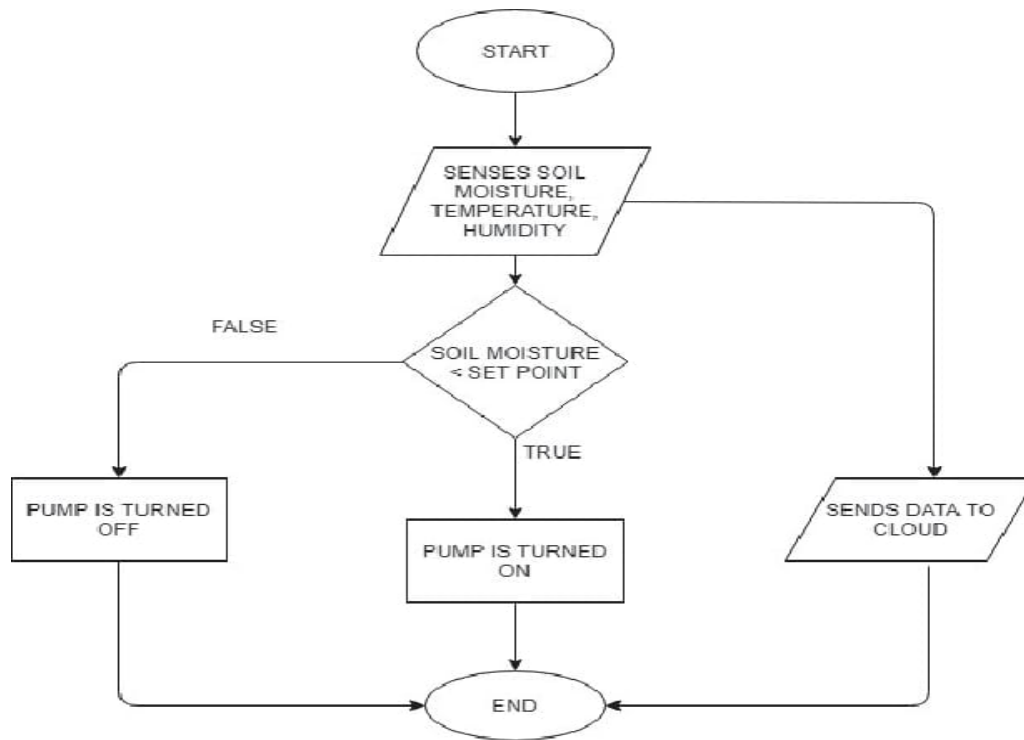 START
SENSES SOIL
MOISTURE,
TEMPERATURE,
HUMIDITY
FALSE
SOIL MOISTURE
< SET POINT
TRUE
PUMP IS TURNED
OFF
PUMP IS TURNED
ON
SENDS DATA TO
CLOUD
END